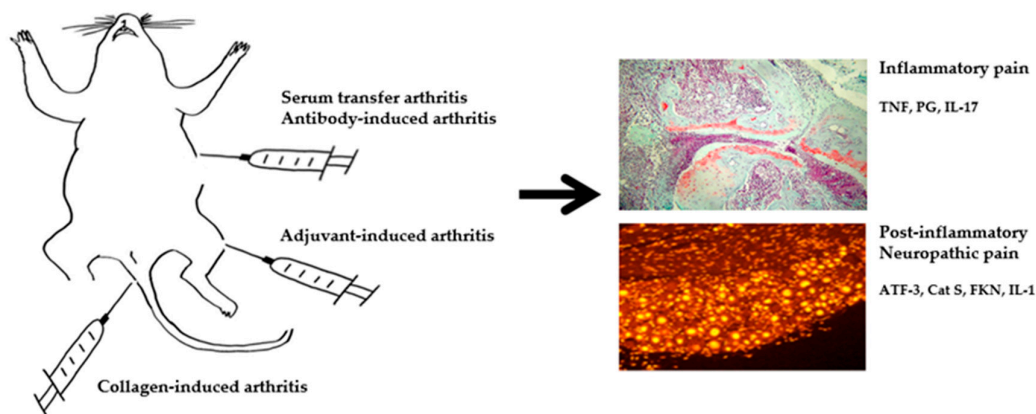 Serum transfer arthritis
Antibody-induced arthritis
Adjuvant-induced arthritis
Collagen-induced arthritis
Inflammatory pain
TNF, PG, IL-17
Post-inflammatory
Neuropathic pain
ATF-3, Cat S, FKN, IL-1